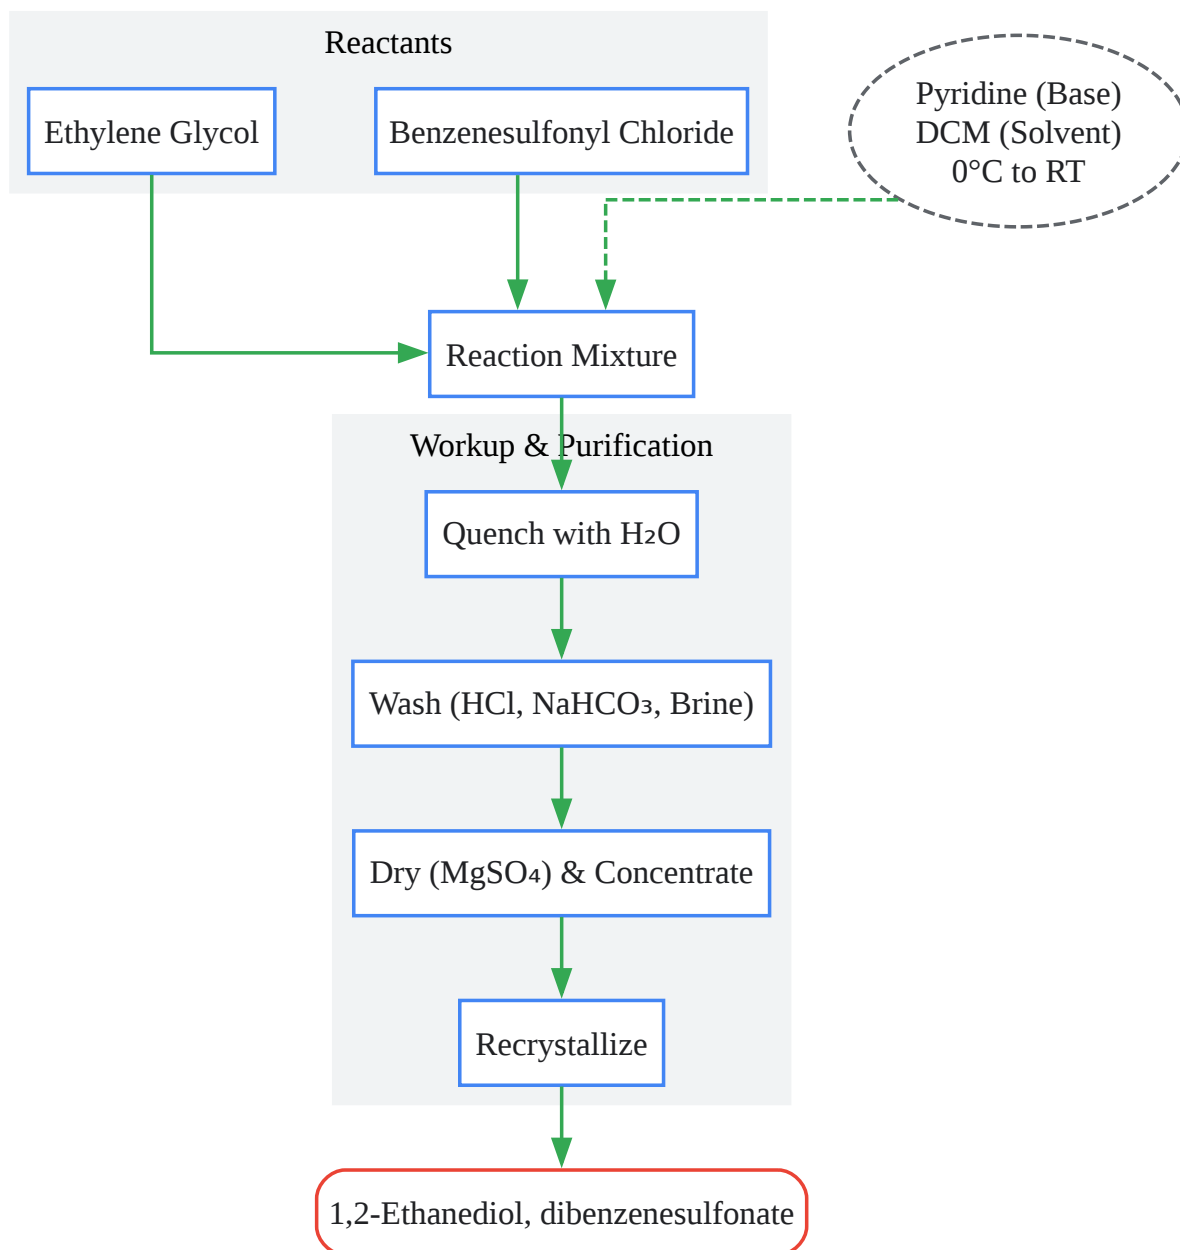 Reactants
Ethylene Glycol
Benzenesulfonyl Chloride
Pyridine (Base)
DCM (Solvent)
0°C to RT
Reaction Mixture
Workup & Purification
Quench with H₂O
Wash (HCl, NaHCO₃, Brine)
Dry (MgSO₄) & Concentrate
Recrystallize
1,2-Ethanediol, dibenzenesulfonate